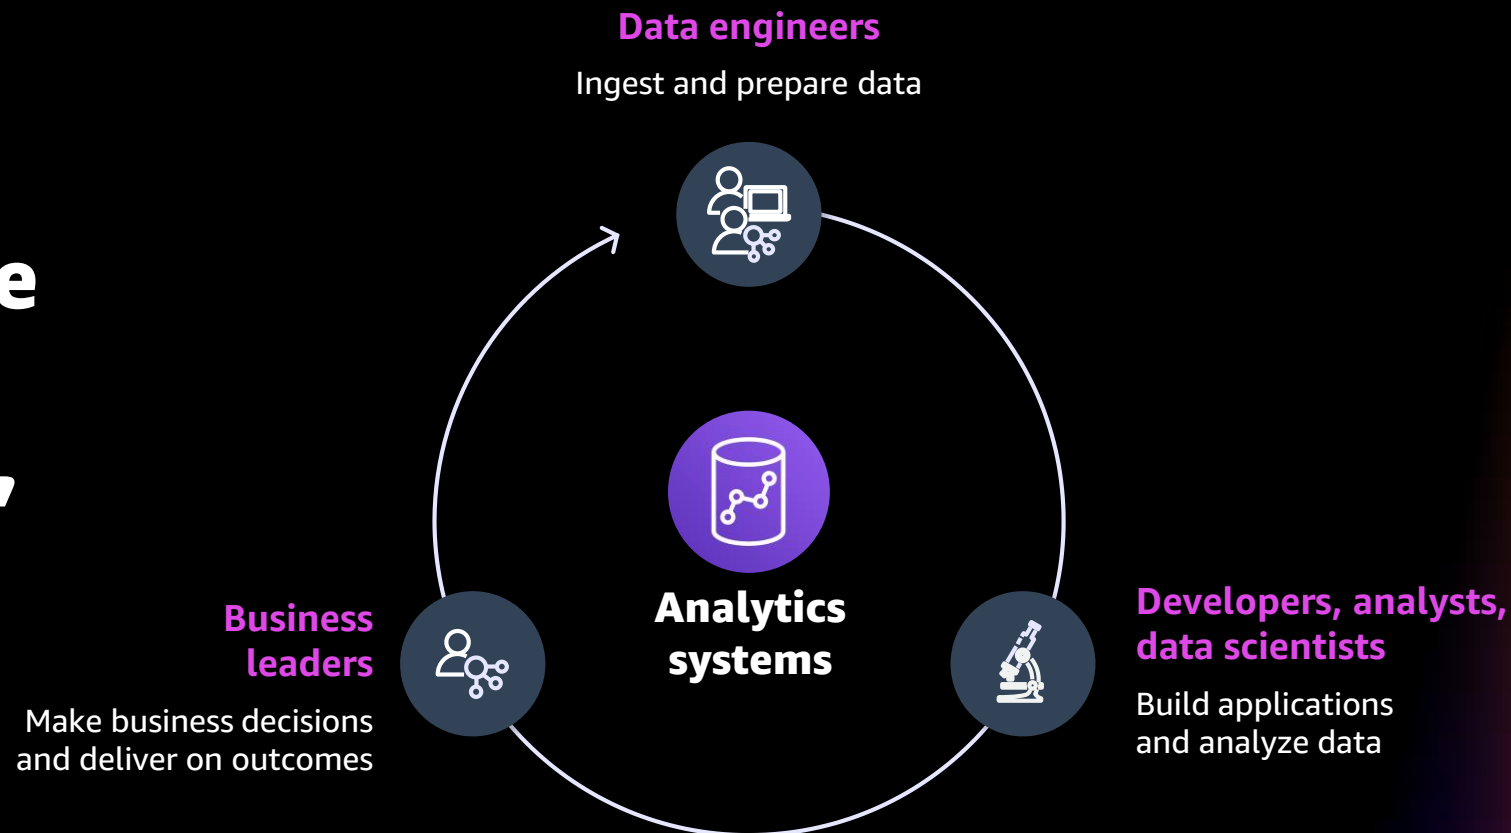 Data engineers
Ingest and prepare data
e
,
Analytics
systems
Business
leaders
Make business decisions
and deliver on outcomes
Developers, analysts,
data scientists
Build applications
and analyze data